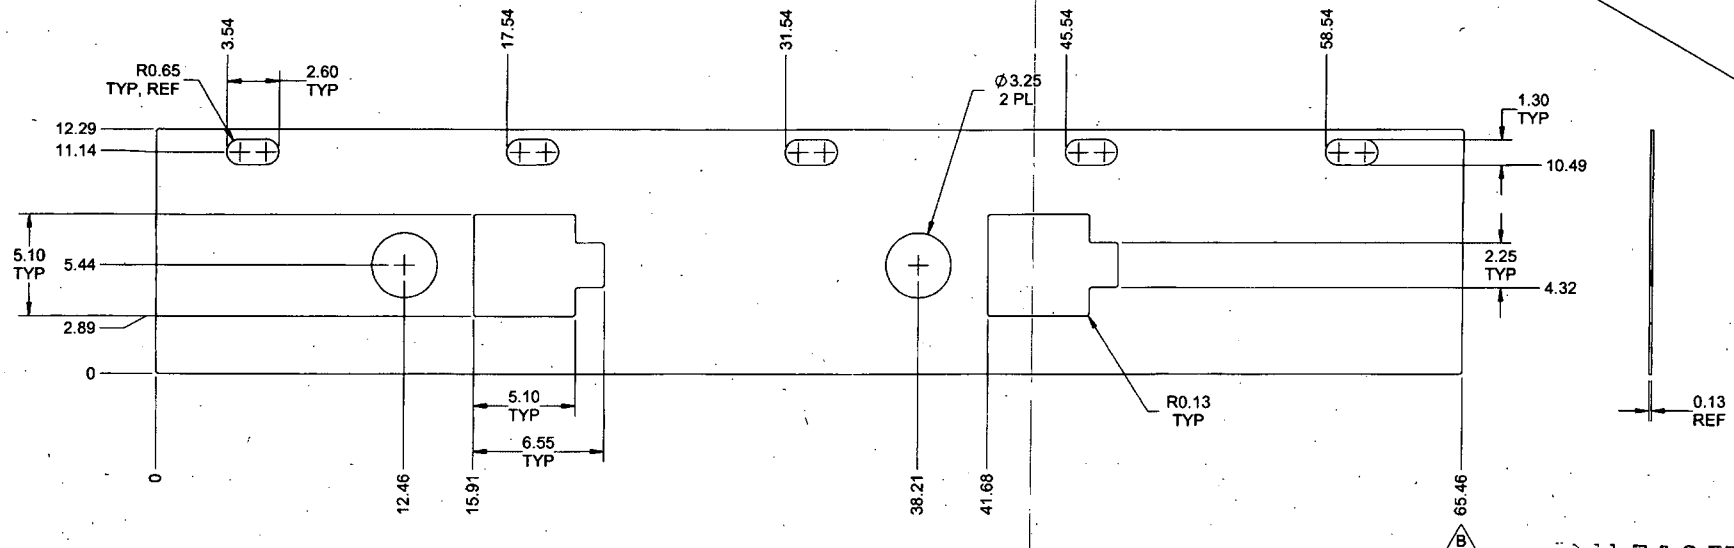 3.54
17.54
31.54
45.54
58.54
R0.65
TYP, REF
2.60
TYP
Ø3.25
2 PL
1.30
TYP
12.29
11.14
10.49
5.10
TYP
5.44
2.25
TYP
4.32
2.89
0
5.10
TYP
R0.13
TYP
0.13
REF
6.55
TYP
0
12.46
15.91
38.21
41.68
65.46
B